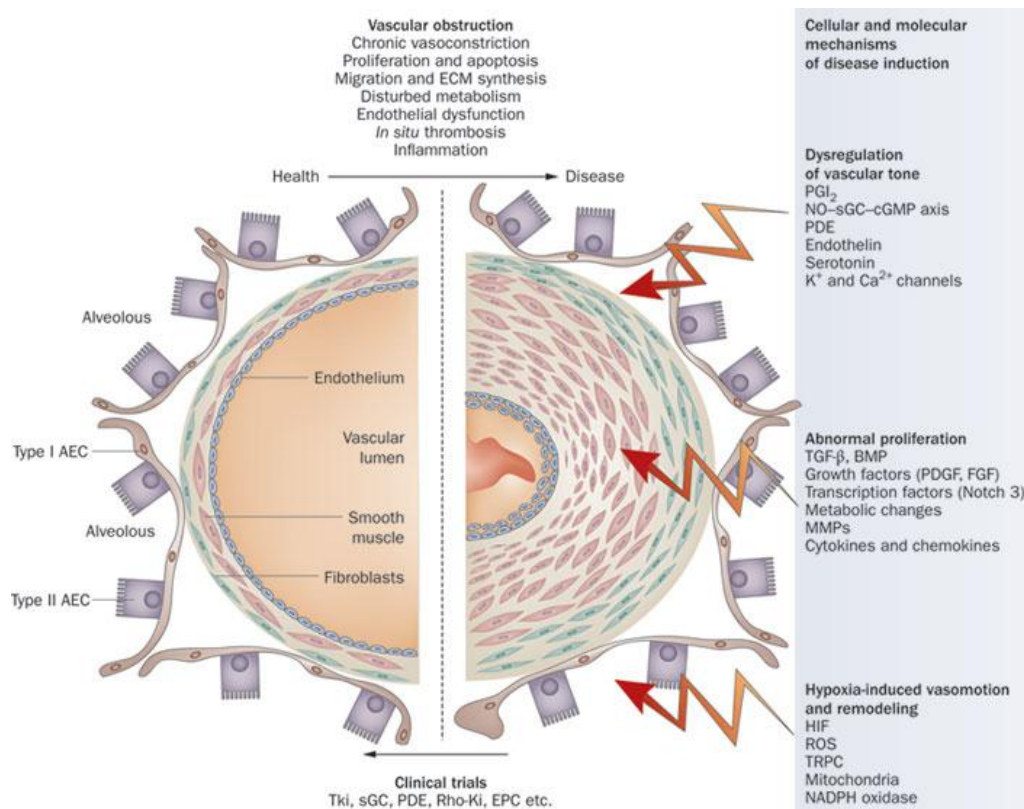 Vascular obstruction
Chronic vasoconstriction
Proliferation and apoptosis
Migration and ECM synthesis
Disturbed metabolism
Endothelial dysfunction
In situ thrombosis
Inflammation
Health
Disease
Alveolous
Endothelium
Type I AEC
Vascular
lumen
Alveolous
Smooth
muscle
Fibroblasts
Type II AEC
Clinical trials
Tki, sGC, PDE, Rho-Ki, EPC etc.
Cellular and molecular
mechanisms
of disease induction
Dysregulation
of vascular tone
PGI₂
NO–sGC–cGMP axis
PDE
Endothelin
Serotonin
K⁺ and Ca²⁺ channels
Abnormal proliferation
TGF-β, BMP
Growth factors (PDGF, FGF)
Transcription factors (Notch 3)
Metabolic changes
MMPs
Cytokines and chemokines
Hypoxia-induced vasomotion
and remodeling
HIF
ROS
TRPC
Mitochondria
NADPH oxidase